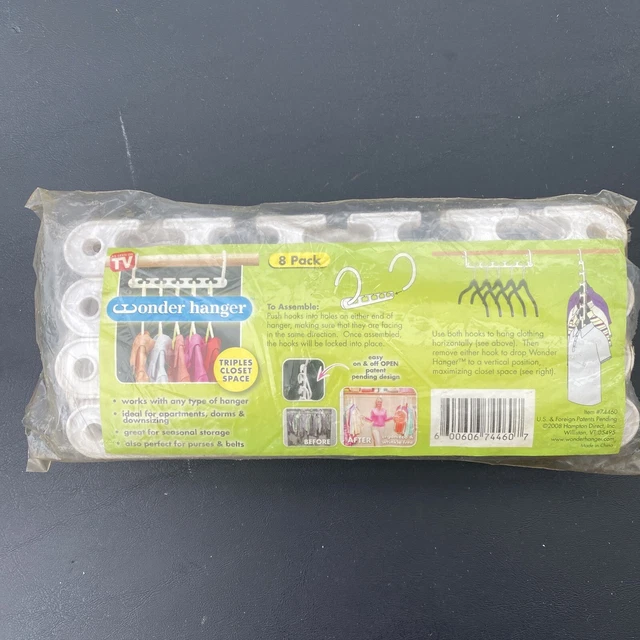 TV
wonder hanger
TRIPLES
CLOSET
SPACE
• works with any type of hanger
• ideal for apartments, dorms &
downsizing
• great for seasonal storage
• also perfect for purses & belts
8 Pack
To Assemble:
Push hooks into holes on either end of
hanger, making sure that they are facing
in the same direction. Once assembled,
the hooks will be locked into place.
easy
on & off OPEN
patent
pending design
BEFORE
AFTER
Use both hooks to hang clothing
horizontally (see above). Then
remove either hook to drop Wonder
Hanger™ to a vertical position,
maximizing closet space (see right).
6 00606 74460 7
Item #74460
U.S. & Foreign Patents Pending
©2008 Hampton Direct, Inc.
Williston, VT 05495
www.wonderhanger.com
Made in China